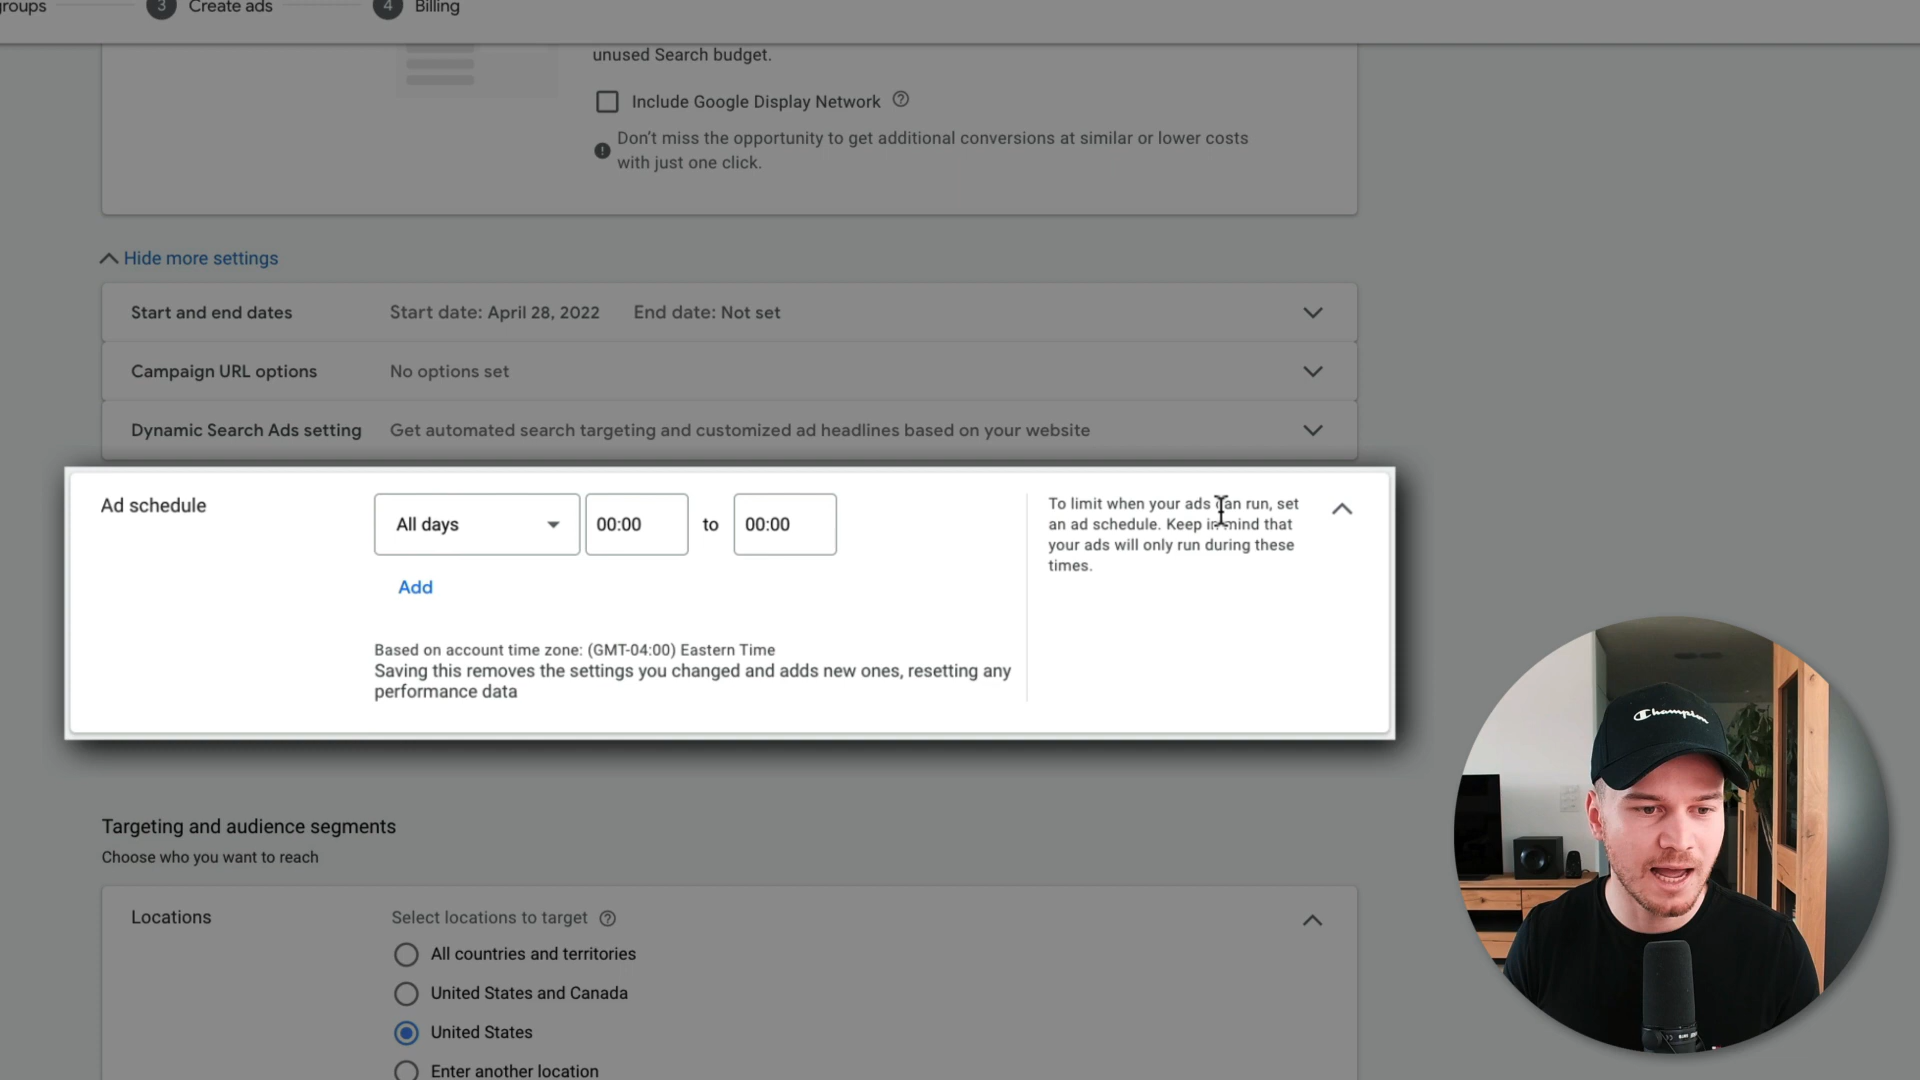 groups
3 Create ads
4 Billing
unused Search budget.
Include Google Display Network
Don't miss the opportunity to get additional conversions at similar or lower costs
with just one click.
Hide more settings
Start and end dates Start date: April 28, 2022 End date: Not set
Campaign URL options No options set
Dynamic Search Ads setting Get automated search targeting and customized ad headlines based on your website
Ad schedule
All days 00:00 to 00:00
Add
Based on account time zone: (GMT-04:00) Eastern Time
Saving this removes the settings you changed and adds new ones, resetting any
performance data
To limit when your ads can run, set
an ad schedule. Keep in mind that
your ads will only run during these
times.
Targeting and audience segments
Choose who you want to reach
Locations
Select locations to target
All countries and territories
United States and Canada
United States
Enter another location
Champion